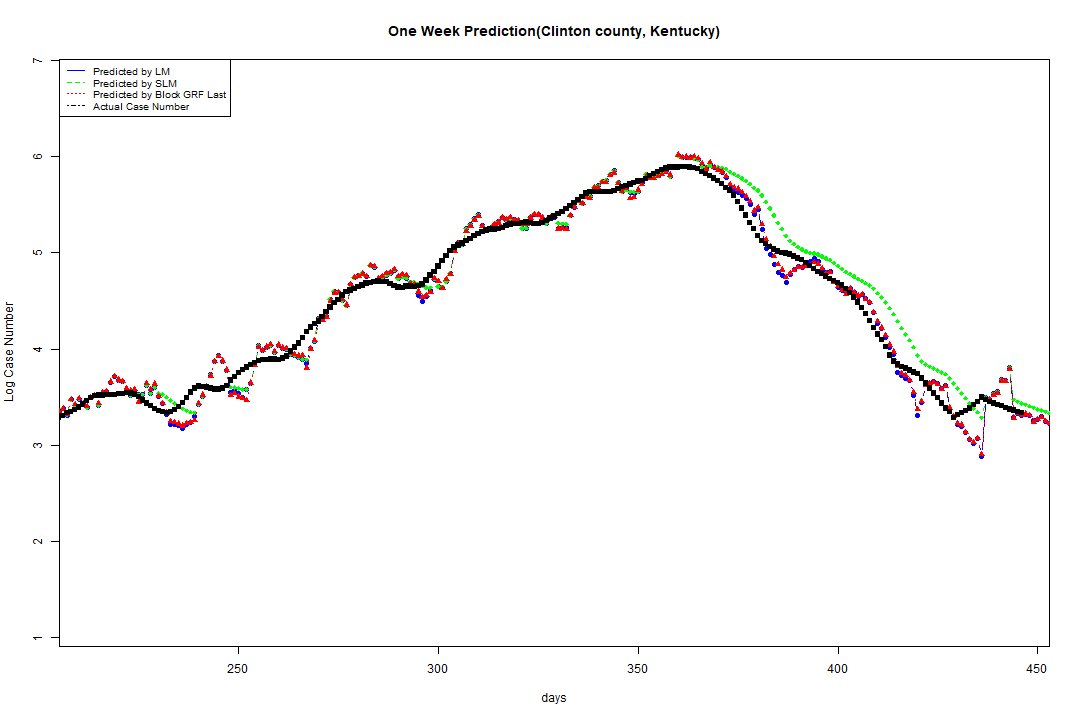 One Week Prediction(Clinton county, Kentucky)
Predicted by LM
Predicted by SLM
Predicted by Block GRF Last
Actual Case Number
7
6
5
4
3
2
1
Log Case Number
250
300
350
400
450
days